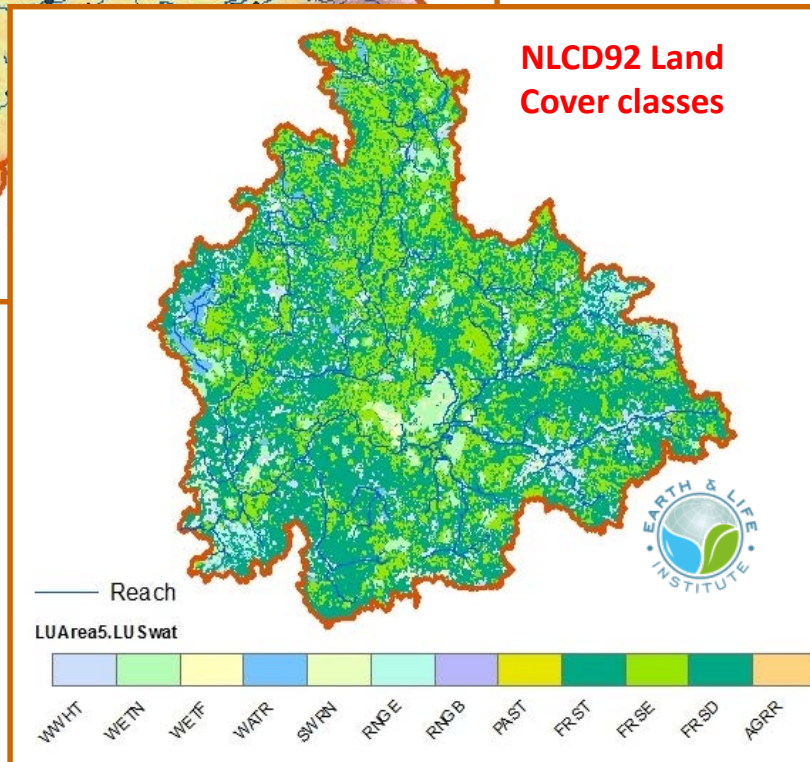 NLCD92 Land
Cover classes
EARTH & LIFE
INSTITUTE
Reach
LUArea5.LUSwat
WWHT
WETN
WETF
WATR
SWRN
RNGE
RNGB
PAST
FRST
FRSE
FRSD
AGRR